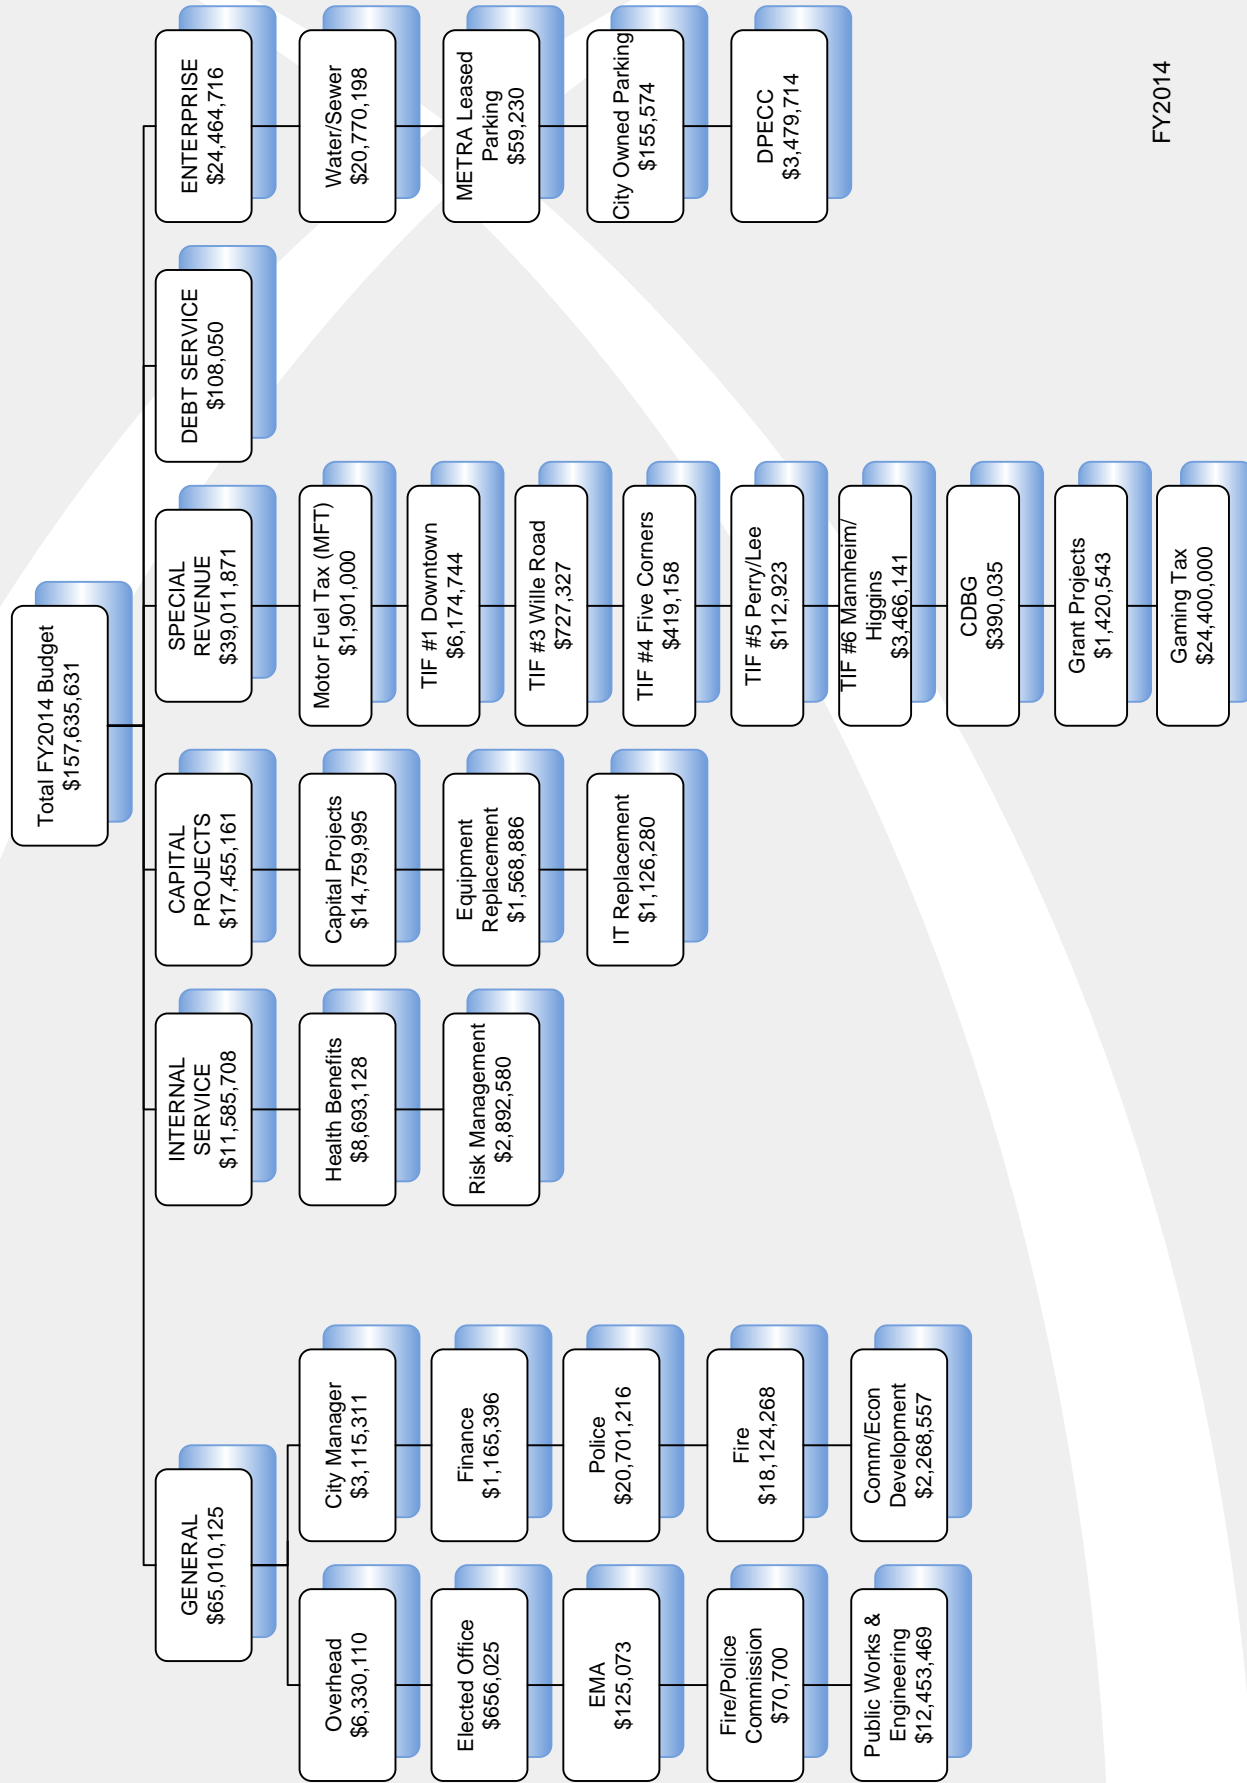 Total FY2014 Budget
$157,635,631
GENERAL
$65,010,125
INTERNAL
SERVICE
$11,585,708
CAPITAL
PROJECTS
$17,455,161
SPECIAL
REVENUE
$39,011,871
DEBT SERVICE
$108,050
ENTERPRISE
$24,464,716
Overhead
$6,330,110
Elected Office
$656,025
EMA
$125,073
Fire/Police
Commission
$70,700
Public Works &
Engineering
$12,453,469
City Manager
$3,115,311
Finance
$1,165,396
Police
$20,701,216
Fire
$18,124,268
Comm/Econ
Development
$2,268,557
Health Benefits
$8,693,128
Risk Management
$2,892,580
Capital Projects
$14,759,995
Equipment
Replacement
$1,568,886
IT Replacement
$1,126,280
Motor Fuel Tax (MFT)
$1,901,000
TIF #1 Downtown
$6,174,744
TIF #3 Wille Road
$727,327
TIF #4 Five Corners
$419,158
TIF #5 Perry/Lee
$112,923
TIF #6 Mannheim/
Higgins
$3,466,141
CDBG
$390,035
Grant Projects
$1,420,543
Gaming Tax
$24,400,000
Water/Sewer
$20,770,198
METRA Leased
Parking
$59,230
City Owned Parking
$155,574
DPECC
$3,479,714
FY2014